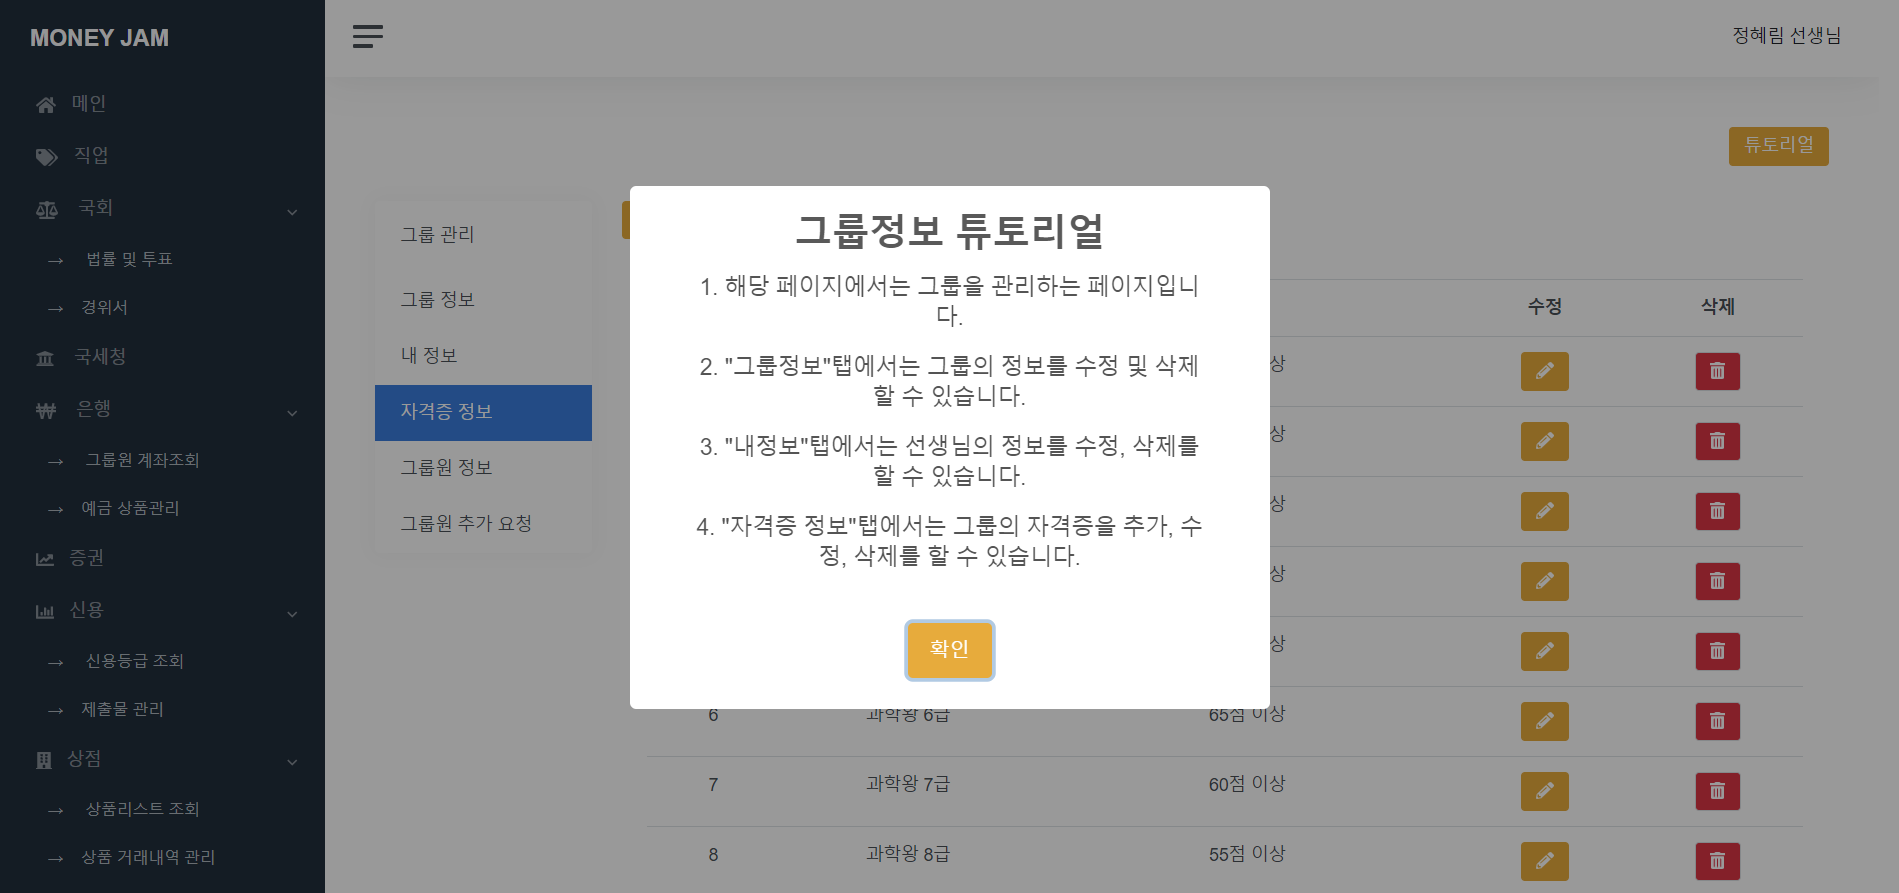 MONEY JAM
정혜림 선생님
메인
직업
국회
법률 및 투표
경위서
국세청
은행
그룹원 계좌조회
예금 상품관리
증권
신용
신용등급 조회
제출물 관리
상점
상품리스트 조회
상품 거래내역 관리
튜토리얼
그룹 관리
그룹 정보
내 정보
자격증 정보
그룹원 정보
그룹원 추가 요청
그룹정보 튜토리얼
1. 해당 페이지에서는 그룹을 관리하는 페이지입니
다.
2. "그룹정보"탭에서는 그룹의 정보를 수정 및 삭제
할 수 있습니다.
3. "내정보"탭에서는 선생님의 정보를 수정, 삭제를
할 수 있습니다.
4. "자격증 정보"탭에서는 그룹의 자격증을 추가, 수
정, 삭제를 할 수 있습니다.
확인
수정 삭제
상
상
상
상
상
6 과학왕 6급 65점 이상
7 과학왕 7급 60점 이상
8 과학왕 8급 55점 이상